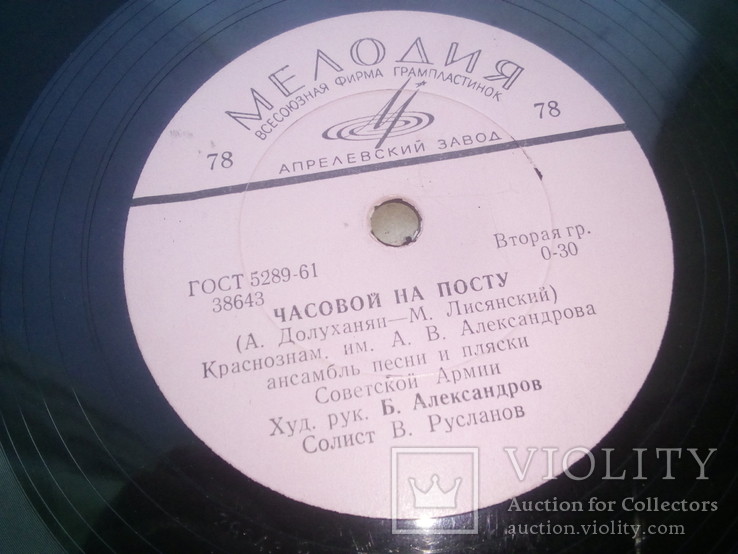 МЕЛОДИЯ
ВСЕСОЮЗНАЯ ФИРМА ГРАМПЛАСТИНОК
78
78
АПРЕЛЕВСКИЙ ЗАВОД
ГОСТ 5289-61
38643
Вторая гр.
0-30
ЧАСОВОЙ НА ПОСТУ
(А. Долуханян—М. Лисянский)
Краснознам. им. А. В. Александрова
ансамбль песни и пляски
Советской Армии
Худ. рук. Б. Александров
Солист В. Русланов
VIOLITY
Auction for Collectors
auction.violity.com